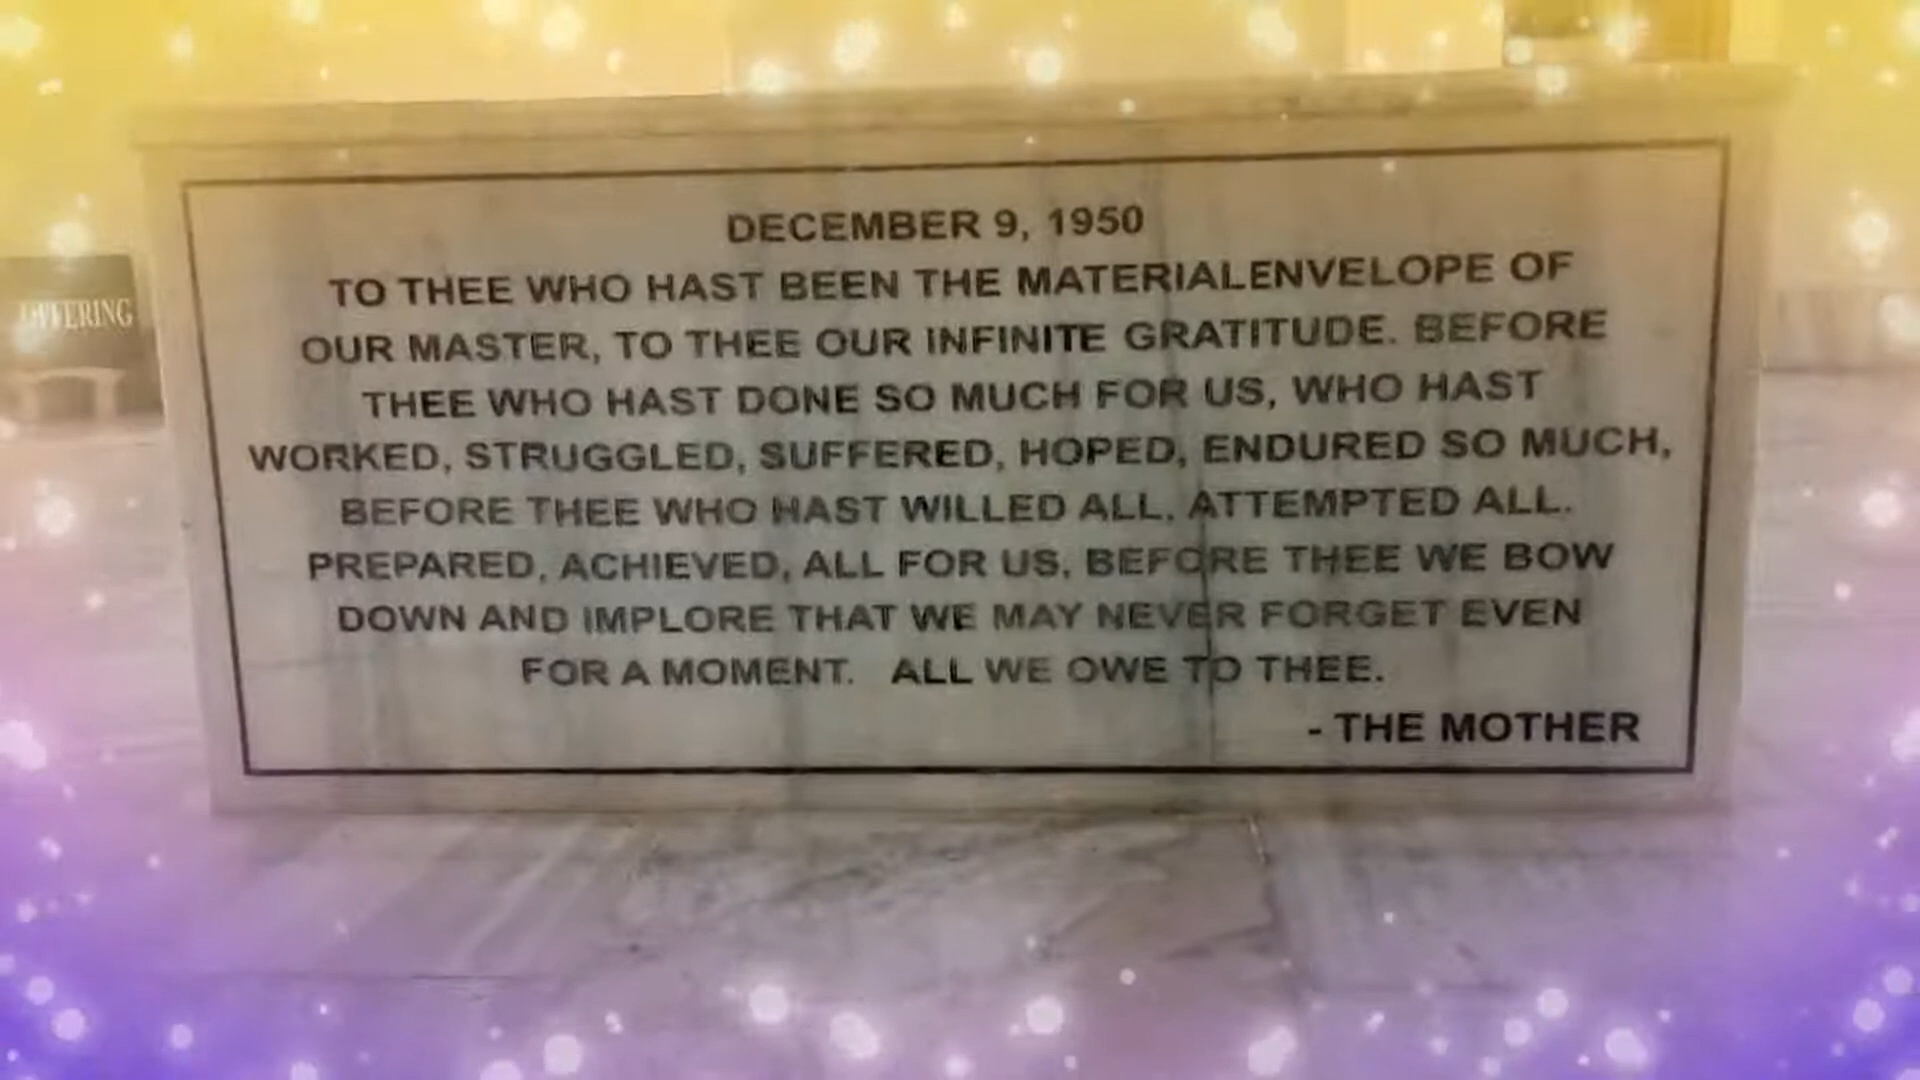 DECEMBER 9, 1950
TO THEE WHO HAST BEEN THE MATERIALENVELOPE OF
OUR MASTER, TO THEE OUR INFINITE GRATITUDE. BEFORE
THEE WHO HAST DONE SO MUCH FOR US, WHO HAST
WORKED, STRUGGLED, SUFFERED, HOPED, ENDURED SO MUCH,
BEFORE THEE WHO HAST WILLED ALL, ATTEMPTED ALL.
PREPARED, ACHIEVED, ALL FOR US, BEFORE THEE WE BOW
DOWN AND IMPLORE THAT WE MAY NEVER FORGET EVEN
FOR A MOMENT. ALL WE OWE TO THEE.
- THE MOTHER
OFFERING